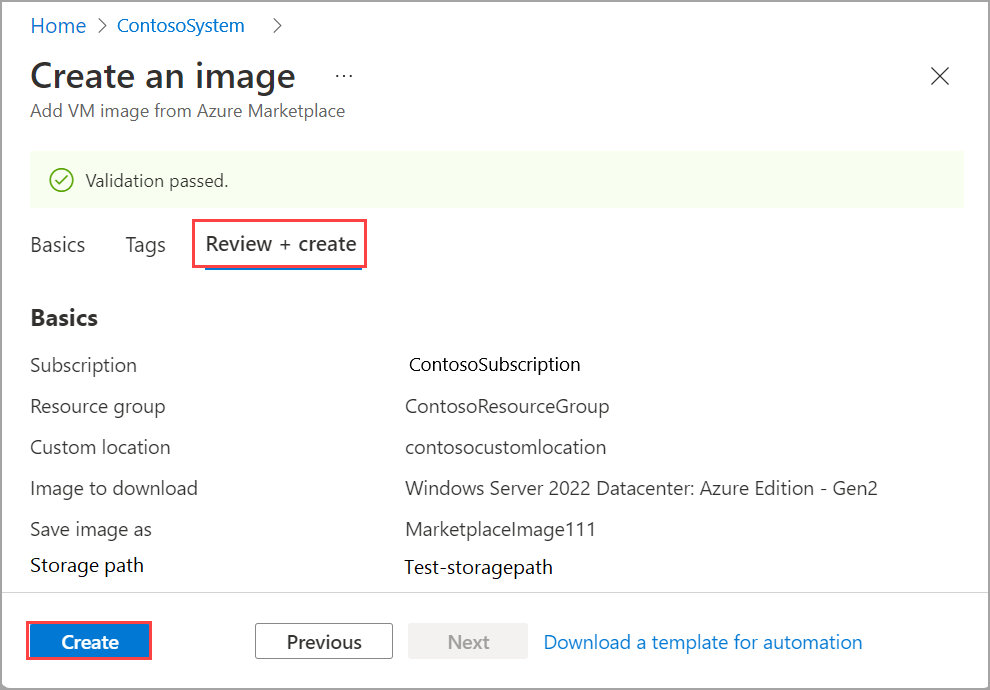 Home > ContosoSystem >
Create an image ...
Add VM image from Azure Marketplace
Validation passed.
Basics Tags Review + create
Basics
Subscription ContosoSubscription
Resource group ContosoResourceGroup
Custom location contosocustomlocation
Image to download Windows Server 2022 Datacenter: Azure Edition - Gen2
Save image as MarketplaceImage111
Storage path Test-storagepath
Create Previous Next Download a template for automation